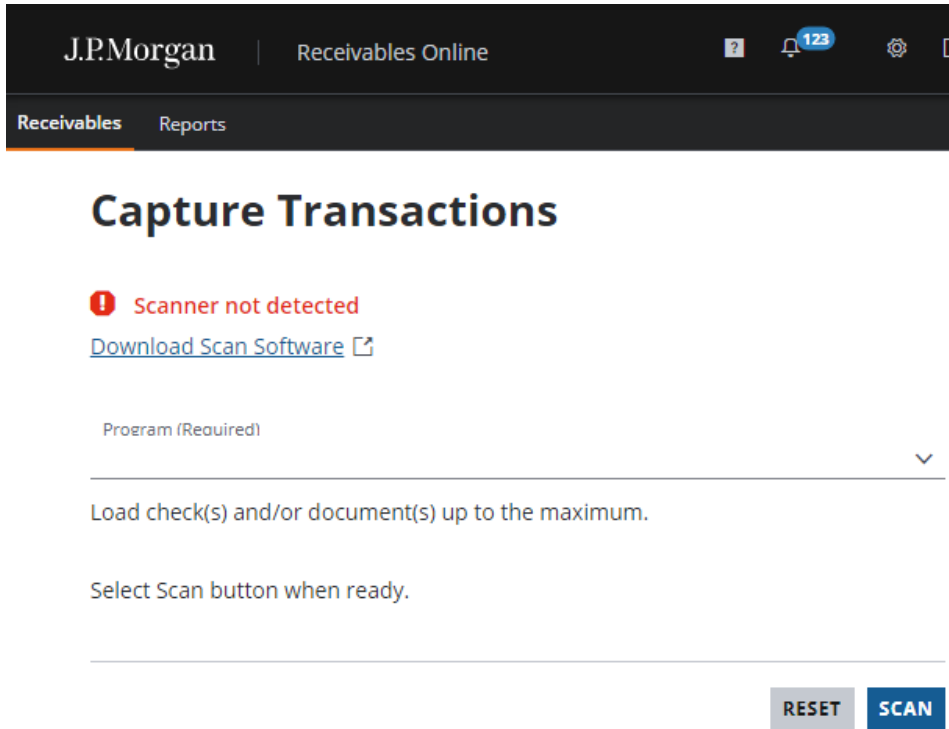 J.P.Morgan Receivables Online ? 123
Receivables Reports
Capture Transactions
! Scanner not detected
Download Scan Software
Program (Required)
Load check(s) and/or document(s) up to the maximum.
Select Scan button when ready.
RESET SCAN